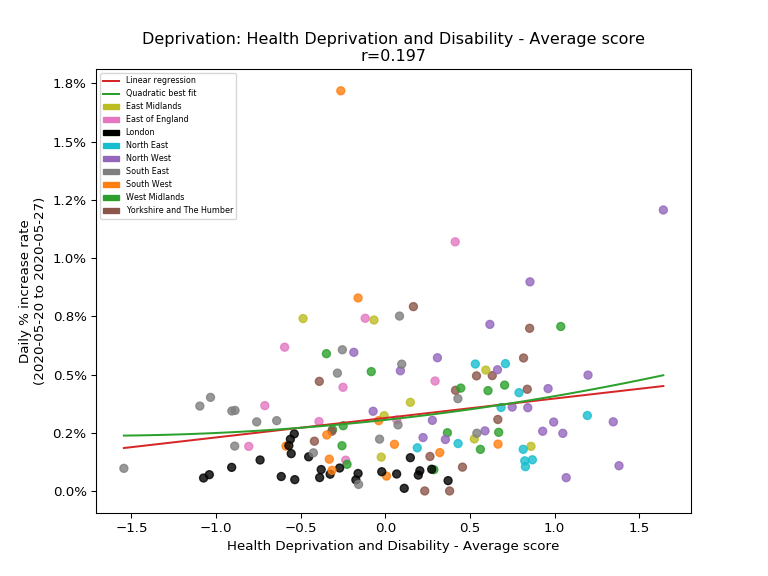 Deprivation: Health Deprivation and Disability - Average score
r=0.197
Daily % increase rate
(2020-05-20 to 2020-05-27)
1.8%
1.5%
1.2%
1.0%
0.8%
0.5%
0.2%
0.0%
Linear regression
Quadratic best fit
East Midlands
East of England
London
North East
North West
South East
South West
West Midlands
Yorkshire and The Humber
−1.5 −1.0 −0.5 0.0 0.5 1.0 1.5
Health Deprivation and Disability - Average score